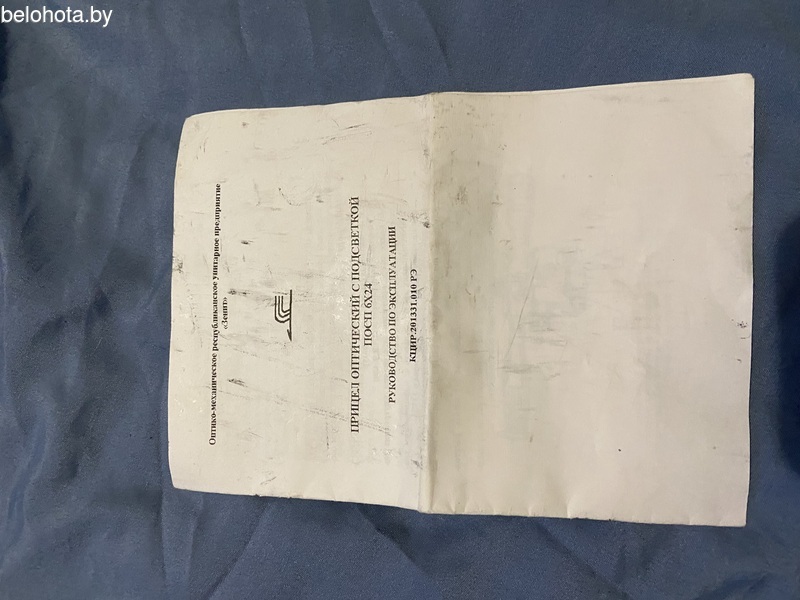 belohota.by
Оптико-механическое республиканское унитарное предприятие
«Зенит»
ПРИЦЕЛ ОПТИЧЕСКИЙ С ПОДСВЕТКОЙ
ПОСП 6Х24
РУКОВОДСТВО ПО ЭКСПЛУАТАЦИИ
КЦИР.201331.010 РЭ